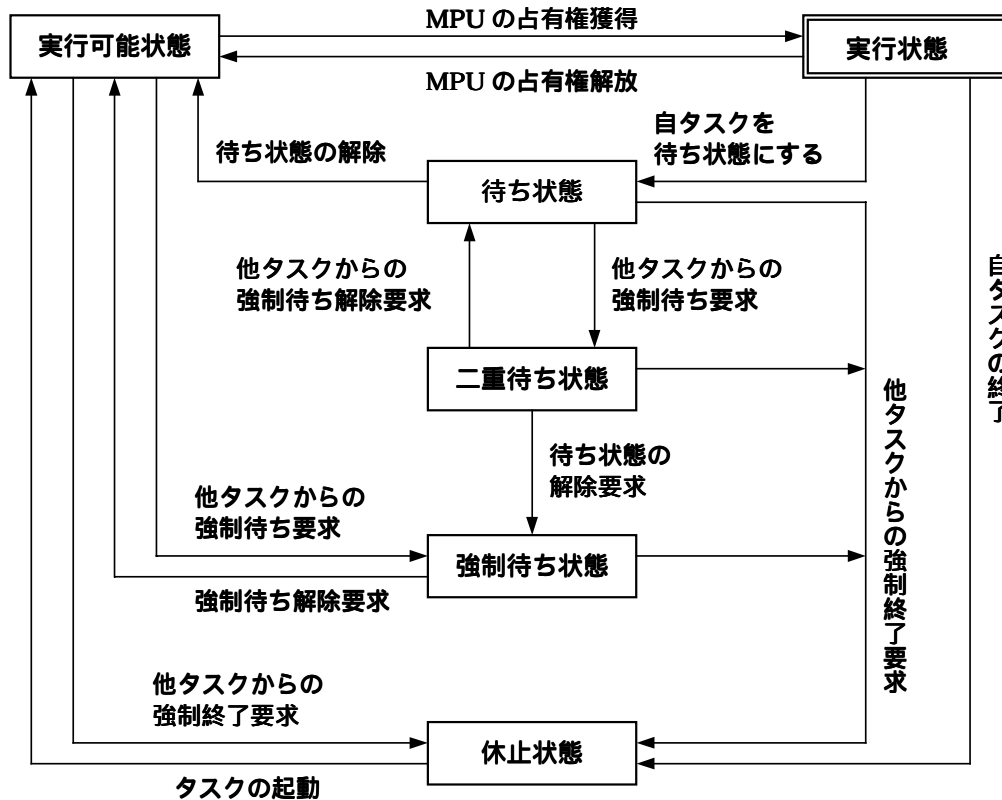 MPU の占有権獲得
実行可能状態
実行状態
MPU の占有権解放
自タスクを
待ち状態にする
待ち状態の解除
待ち状態
他タスクからの
強制待ち解除要求
他タスクからの
強制待ち要求
自タスクの終了
二重待ち状態
他タスクからの強制終了要求
待ち状態の
解除要求
他タスクからの
強制待ち要求
強制待ち状態
強制待ち解除要求
他タスクからの
強制終了要求
休止状態
タスクの起動